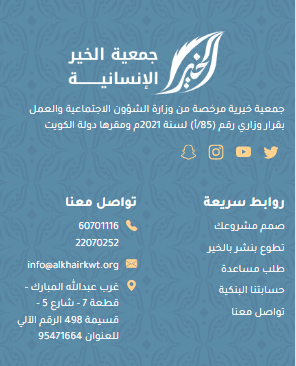 جمعية الخير
الإنسانية
الخير
جمعية خيرية مرخصة من وزارة الشؤون الاجتماعية والعمل
بقرار وزاري رقم (85/أ) لسنة 2021م ومقرها دولة الكويت
روابط سريعة
صمم مشروعك
تطوع بنشر بالخير
طلب مساعدة
حسابتنا البنكية
تواصل معنا
تواصل معنا
60701116
22070252
info@alkhairkwt.org
غرب عبدالله المبارك -
قطعة 7 - شارع 5 -
قسيمة 498 الرقم الآلي
للعنوان 95471664